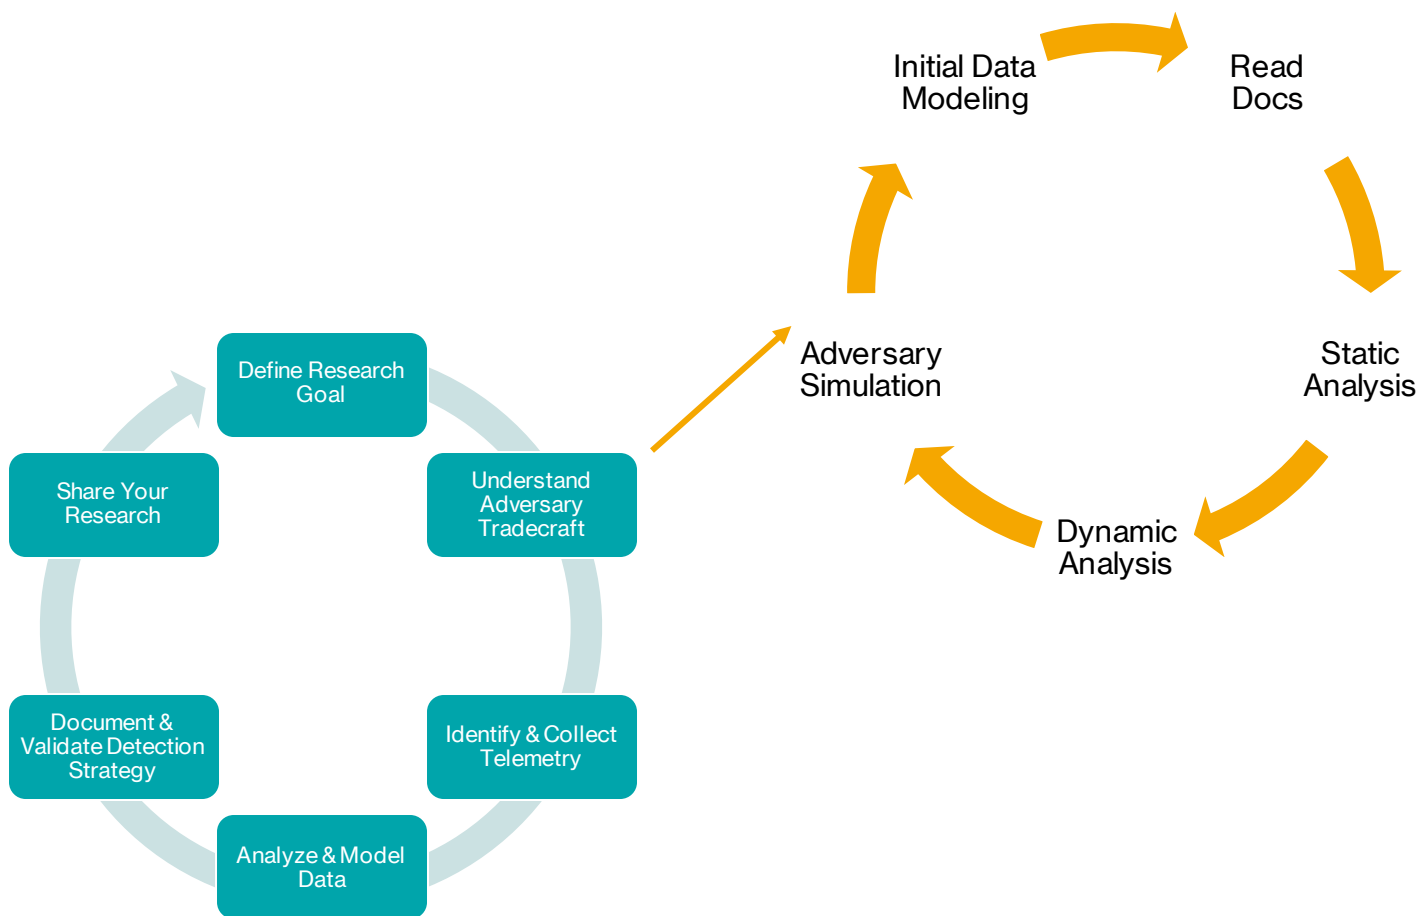 Initial Data
Modeling
Read
Docs
Static
Analysis
Dynamic
Analysis
Adversary
Simulation
Define Research
Goal
Understand
Adversary
Tradecraft
Identify & Collect
Telemetry
Analyze & Model
Data
Document &
Validate Detection
Strategy
Share Your
Research